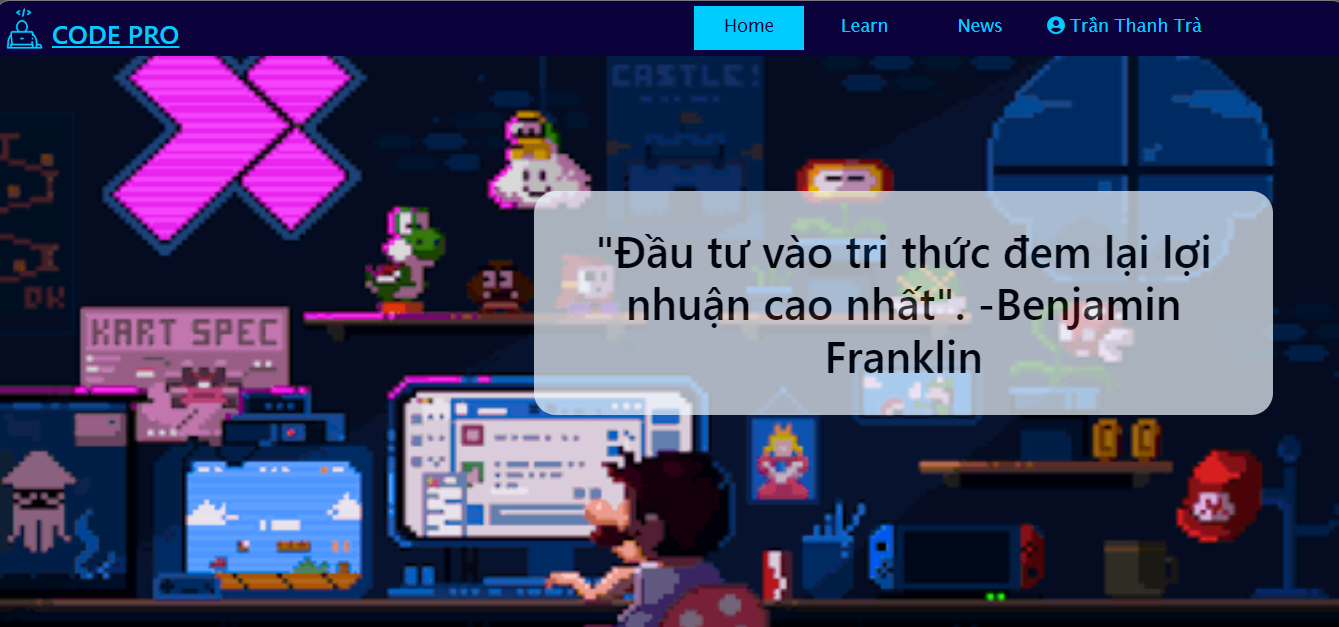 CODE PRO
Home
Learn
News
Trần Thanh Trà
CASTLE!
DK
KART SPEC
"Đầu tư vào tri thức đem lại lợi
nhuận cao nhất". -Benjamin
Franklin